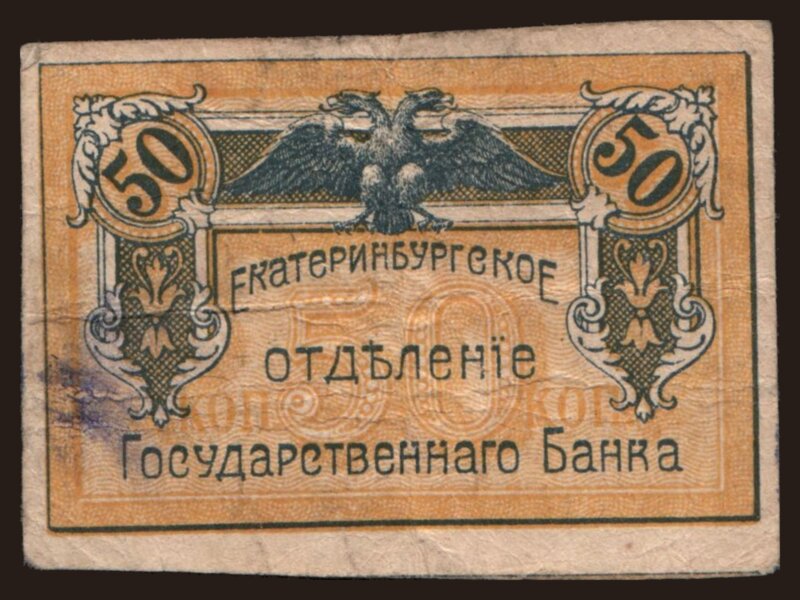 50 50
Екатеринбургское
50
отдѣленіе
КОП КОП
Государственнаго Банка